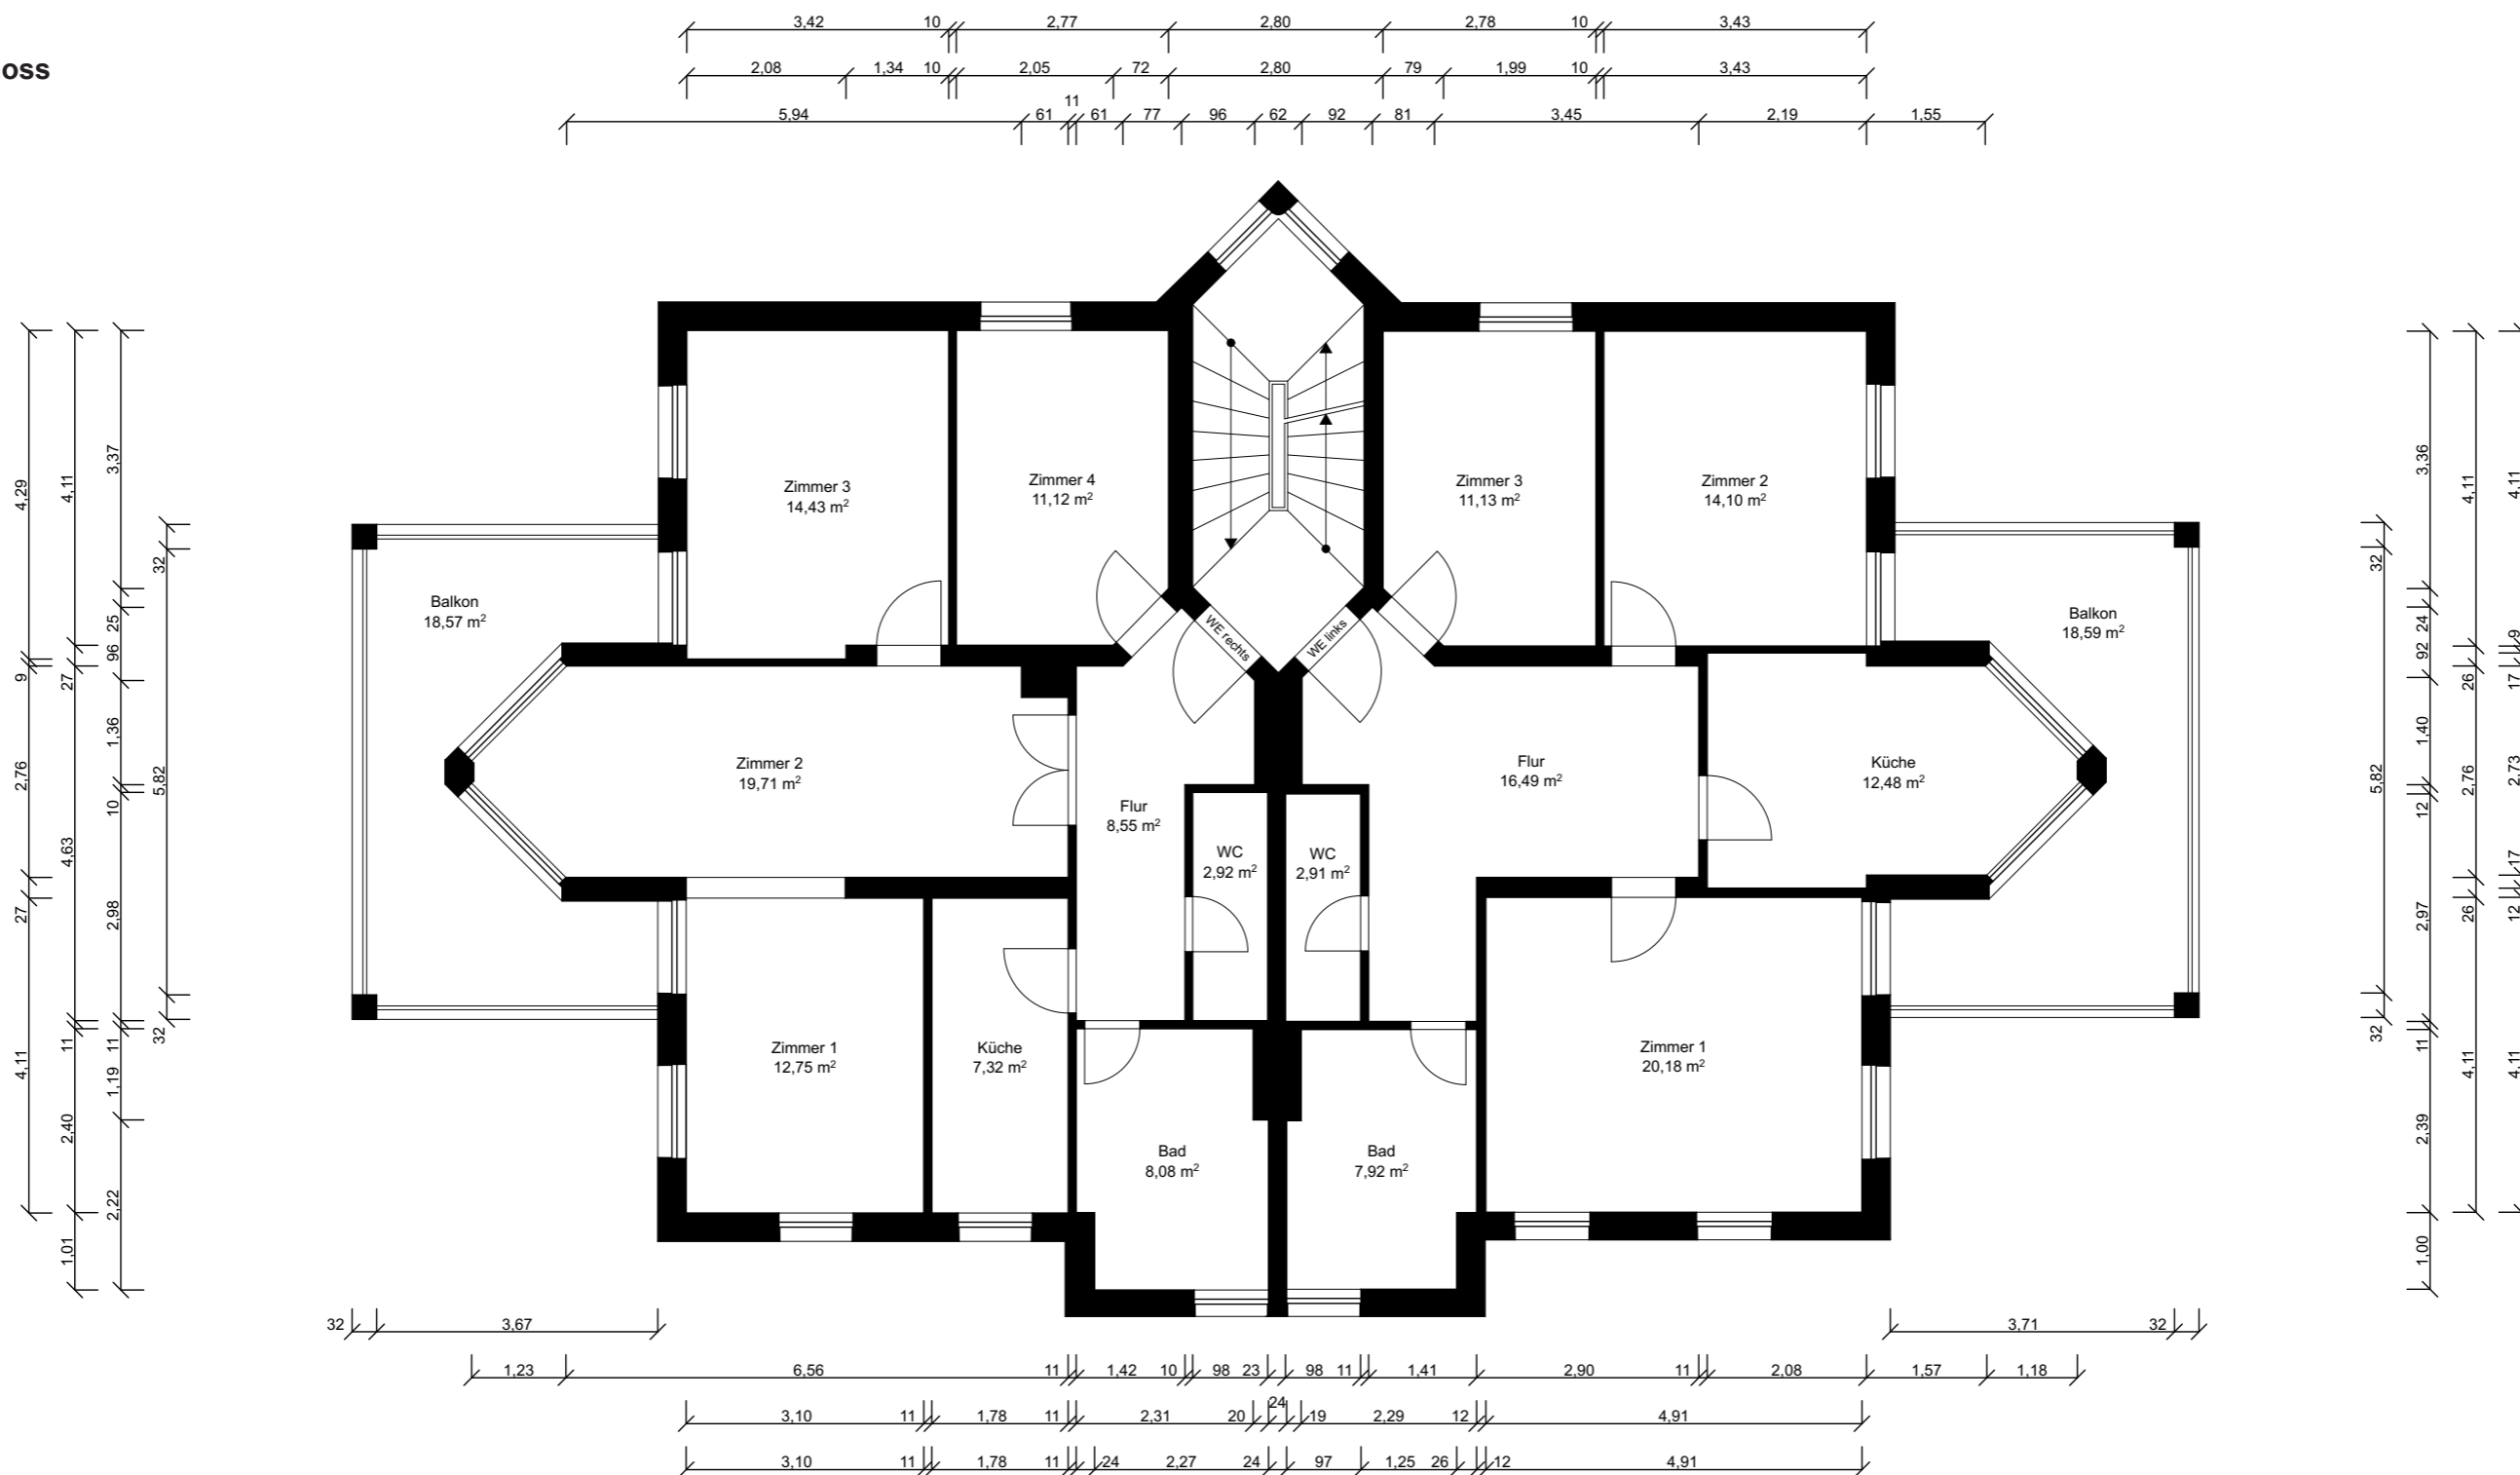 3,42 10 2,77 2,80 2,78 10 3,43
oss
2,08 1,34 10 2,05 72 2,80 79 1,99 10 3,43
11
5,94 61 61 77 96 62 92 81 3,45 2,19 1,55
4,29
9
2,76
27
4,11
4,11
27
4,63
11
2,40
1,01
3,37
25
96
1,36
10
2,98
11
1,19
2,22
32
5,82
32
Zimmer 3
14,43 m²
Zimmer 4
11,12 m²
Zimmer 3
11,13 m²
Zimmer 2
14,10 m²
Balkon
18,57 m²
WE rechts
WE links
Balkon
18,59 m²
Zimmer 2
19,71 m²
Flur
8,55 m²
Flur
16,49 m²
Küche
12,48 m²
WC
2,92 m²
WC
2,91 m²
Zimmer 1
12,75 m²
Küche
7,32 m²
Zimmer 1
20,18 m²
Bad
8,08 m²
Bad
7,92 m²
32
5,82
32
3,36
24
92
1,40
12
2,97
11
2,39
1,00
4,11
26
2,76
26
4,11
4,11
9
17
2,73
17
12
4,11
32 3,67 3,71 32
1,23 6,56 11 1,42 10 98 23 98 11 1,41 2,90 11 2,08 1,57 1,18
24
3,10 11 1,78 11 2,31 20 19 2,29 12 4,91
3,10 11 1,78 11 24 2,27 24 97 1,25 26 12 4,91